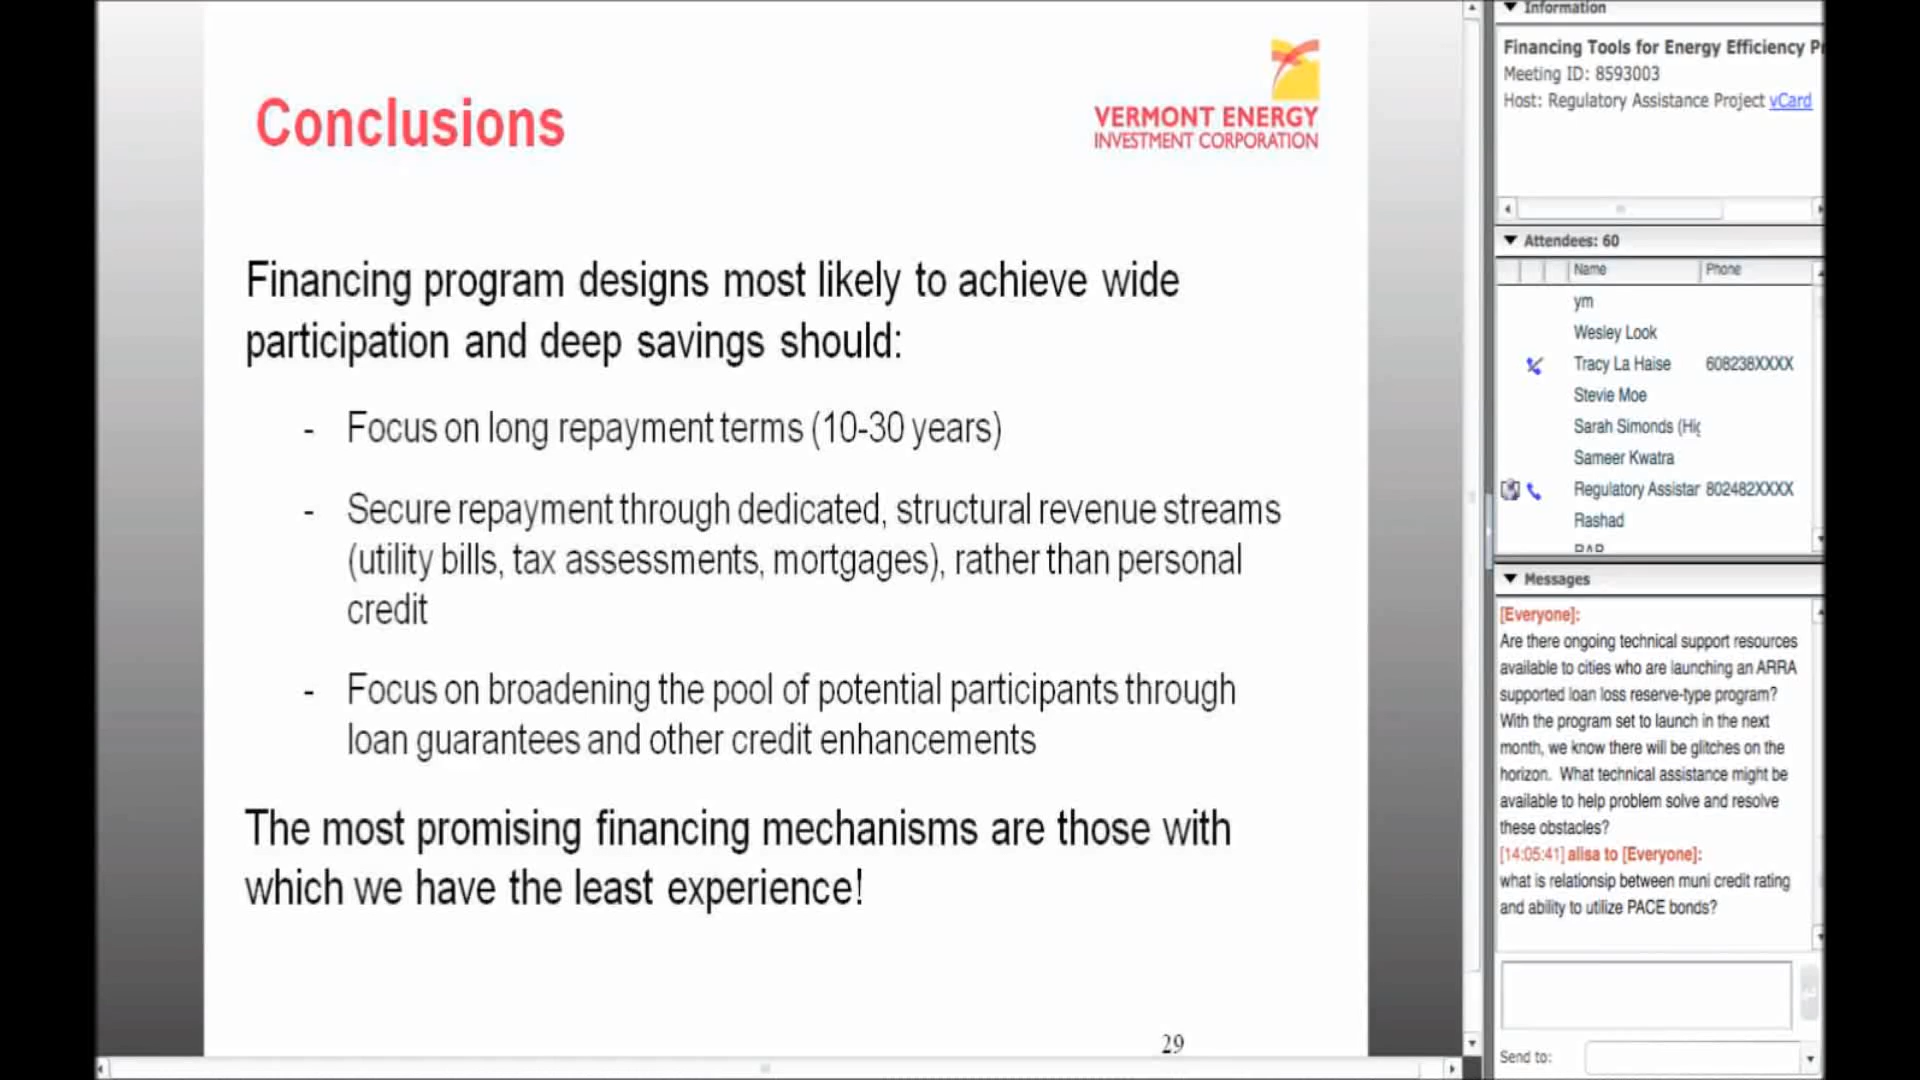 Conclusions
VERMONT ENERGY
INVESTMENT CORPORATION
Financing program designs most likely to achieve wide
participation and deep savings should:
- Focus on long repayment terms (10-30 years)
- Secure repayment through dedicated, structural revenue streams
(utility bills, tax assessments, mortgages), rather than personal
credit
- Focus on broadening the pool of potential participants through
loan guarantees and other credit enhancements
The most promising financing mechanisms are those with
which we have the least experience!
29
Information
Financing Tools for Energy Efficiency Pr
Meeting ID: 8593003
Host: Regulatory Assistance Project vCard
Attendees: 60
Name Phone
ym
Wesley Look
Tracy La Haise 608238XXXX
Stevie Moe
Sarah Simonds (Hig
Sameer Kwatra
Regulatory Assistar 802482XXXX
Rashad
Messages
[Everyone]:
Are there ongoing technical support resources
available to cities who are launching an ARRA
supported loan loss reserve-type program?
With the program set to launch in the next
month, we know there will be glitches on the
horizon. What technical assistance might be
available to help problem solve and resolve
these obstacles?
[14:05:41] alisa to [Everyone]:
what is relationsip between muni credit rating
and ability to utilize PACE bonds?
Send to: